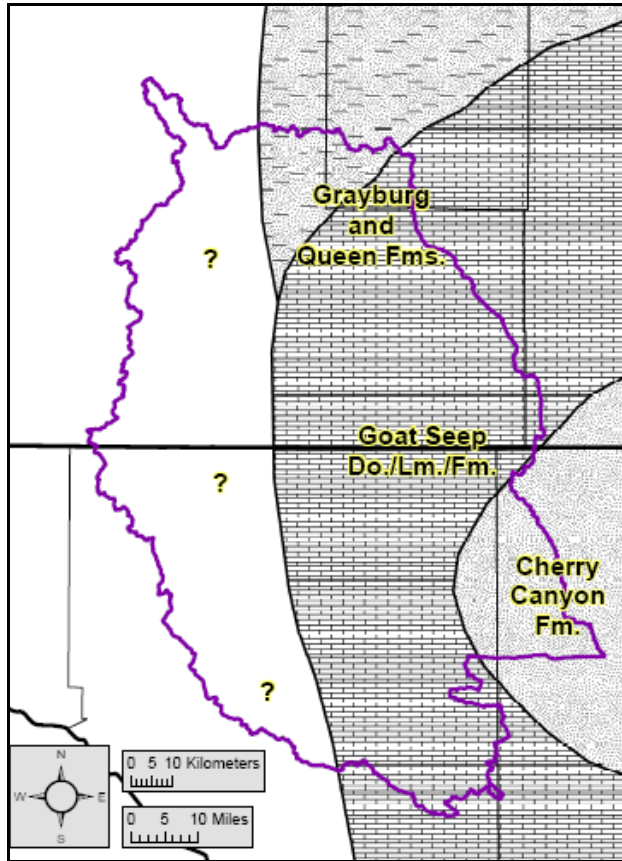 Grayburg
and
Queen Fms.
?
Goat Seep
Do./Lm./Fm.
?
Cherry
Canyon
Fm.
?
N
W E
S
0 5 10 Kilometers
0 5 10 Miles